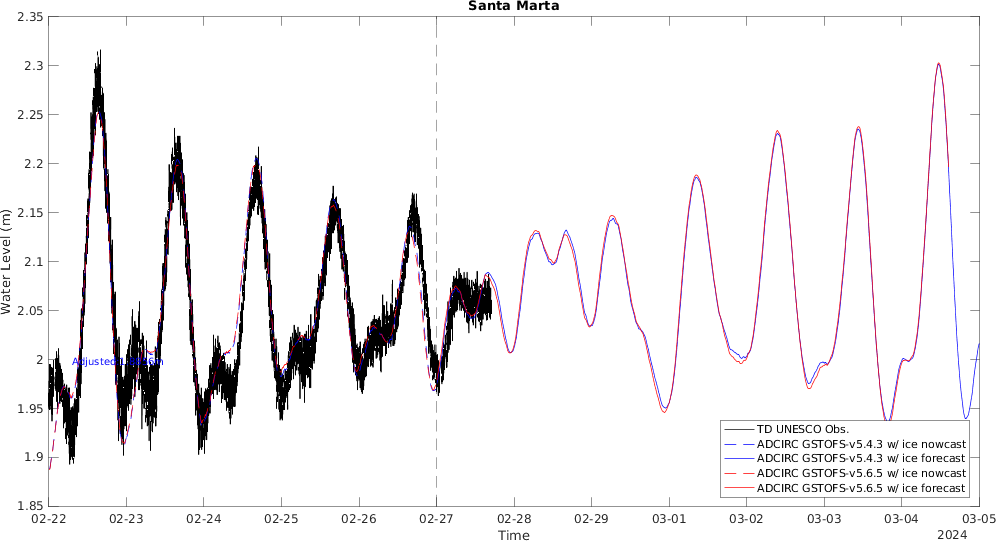 Santa Marta
2.35
2.3
2.25
2.2
2.15
2.1
2.05
2
1.95
1.9
1.85
Water Level (m)
Adjusted
TD UNESCO Obs.
ADCIRC GSTOFS-v5.4.3 w/ ice nowcast
ADCIRC GSTOFS-v5.4.3 w/ ice forecast
ADCIRC GSTOFS-v5.6.5 w/ ice nowcast
ADCIRC GSTOFS-v5.6.5 w/ ice forecast
02-22 02-23 02-24 02-25 02-26 02-27 02-28 02-29 03-01 03-02 03-03 03-04 03-05
Time
2024